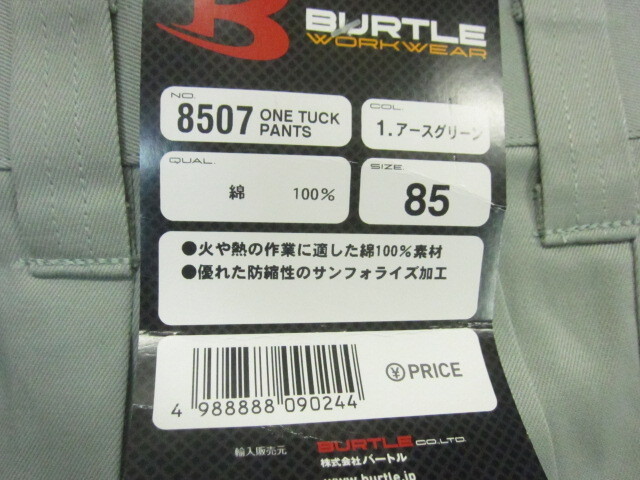 BURTLE
WORKWEAR
NO.
8507 ONE TUCK PANTS
COL.
1. アースグリーン
QUAL.
綿 100%
SIZE.
85
●火や熱の作業に適した綿100%素材
●優れた防縮性のサンフォライズ加工
4 988888 090244
¥ PRICE
輸入販売元
BURTLE CO.LTD.
株式会社バートル
www.burtle.jp